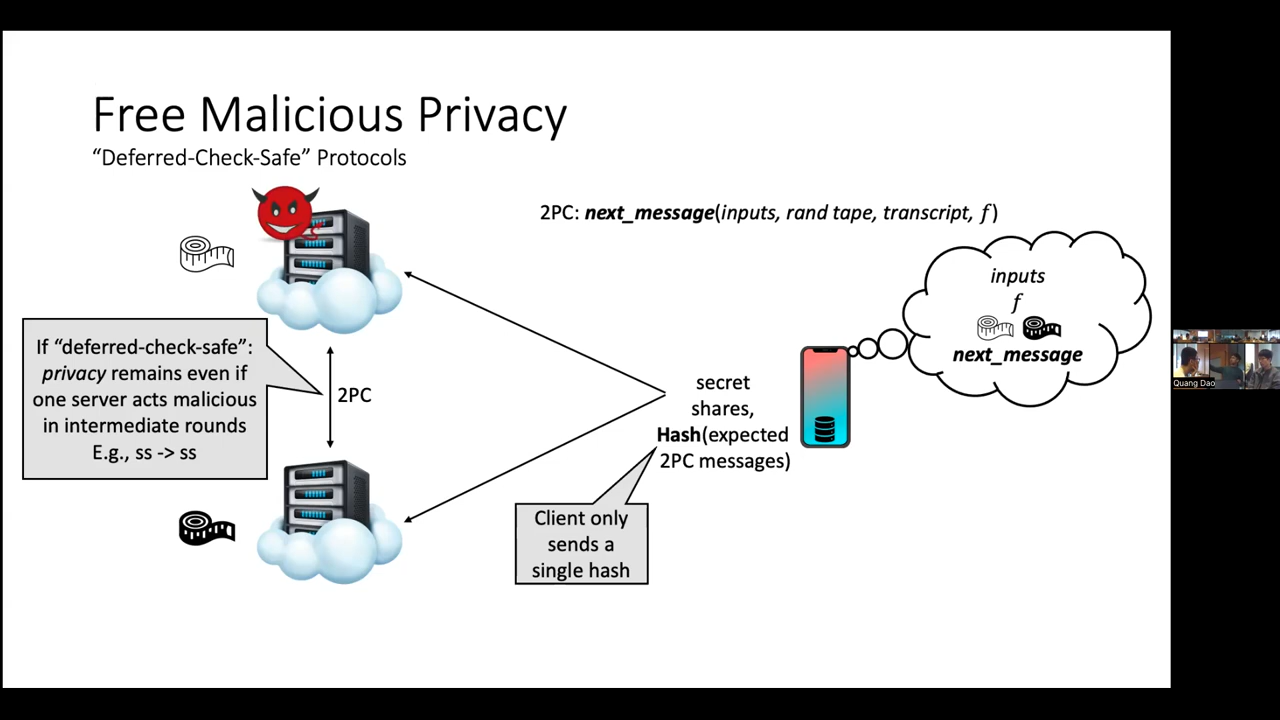 Free Malicious Privacy
“Deferred-Check-Safe” Protocols
2PC: next_message(inputs, rand tape, transcript, f)
inputs
f
next_message
If “deferred-check-safe”:
privacy remains even if
one server acts malicious
in intermediate rounds
E.g., ss -> ss
2PC
secret
shares,
Hash(expected
2PC messages)
Client only
sends a
single hash
Quang Dao